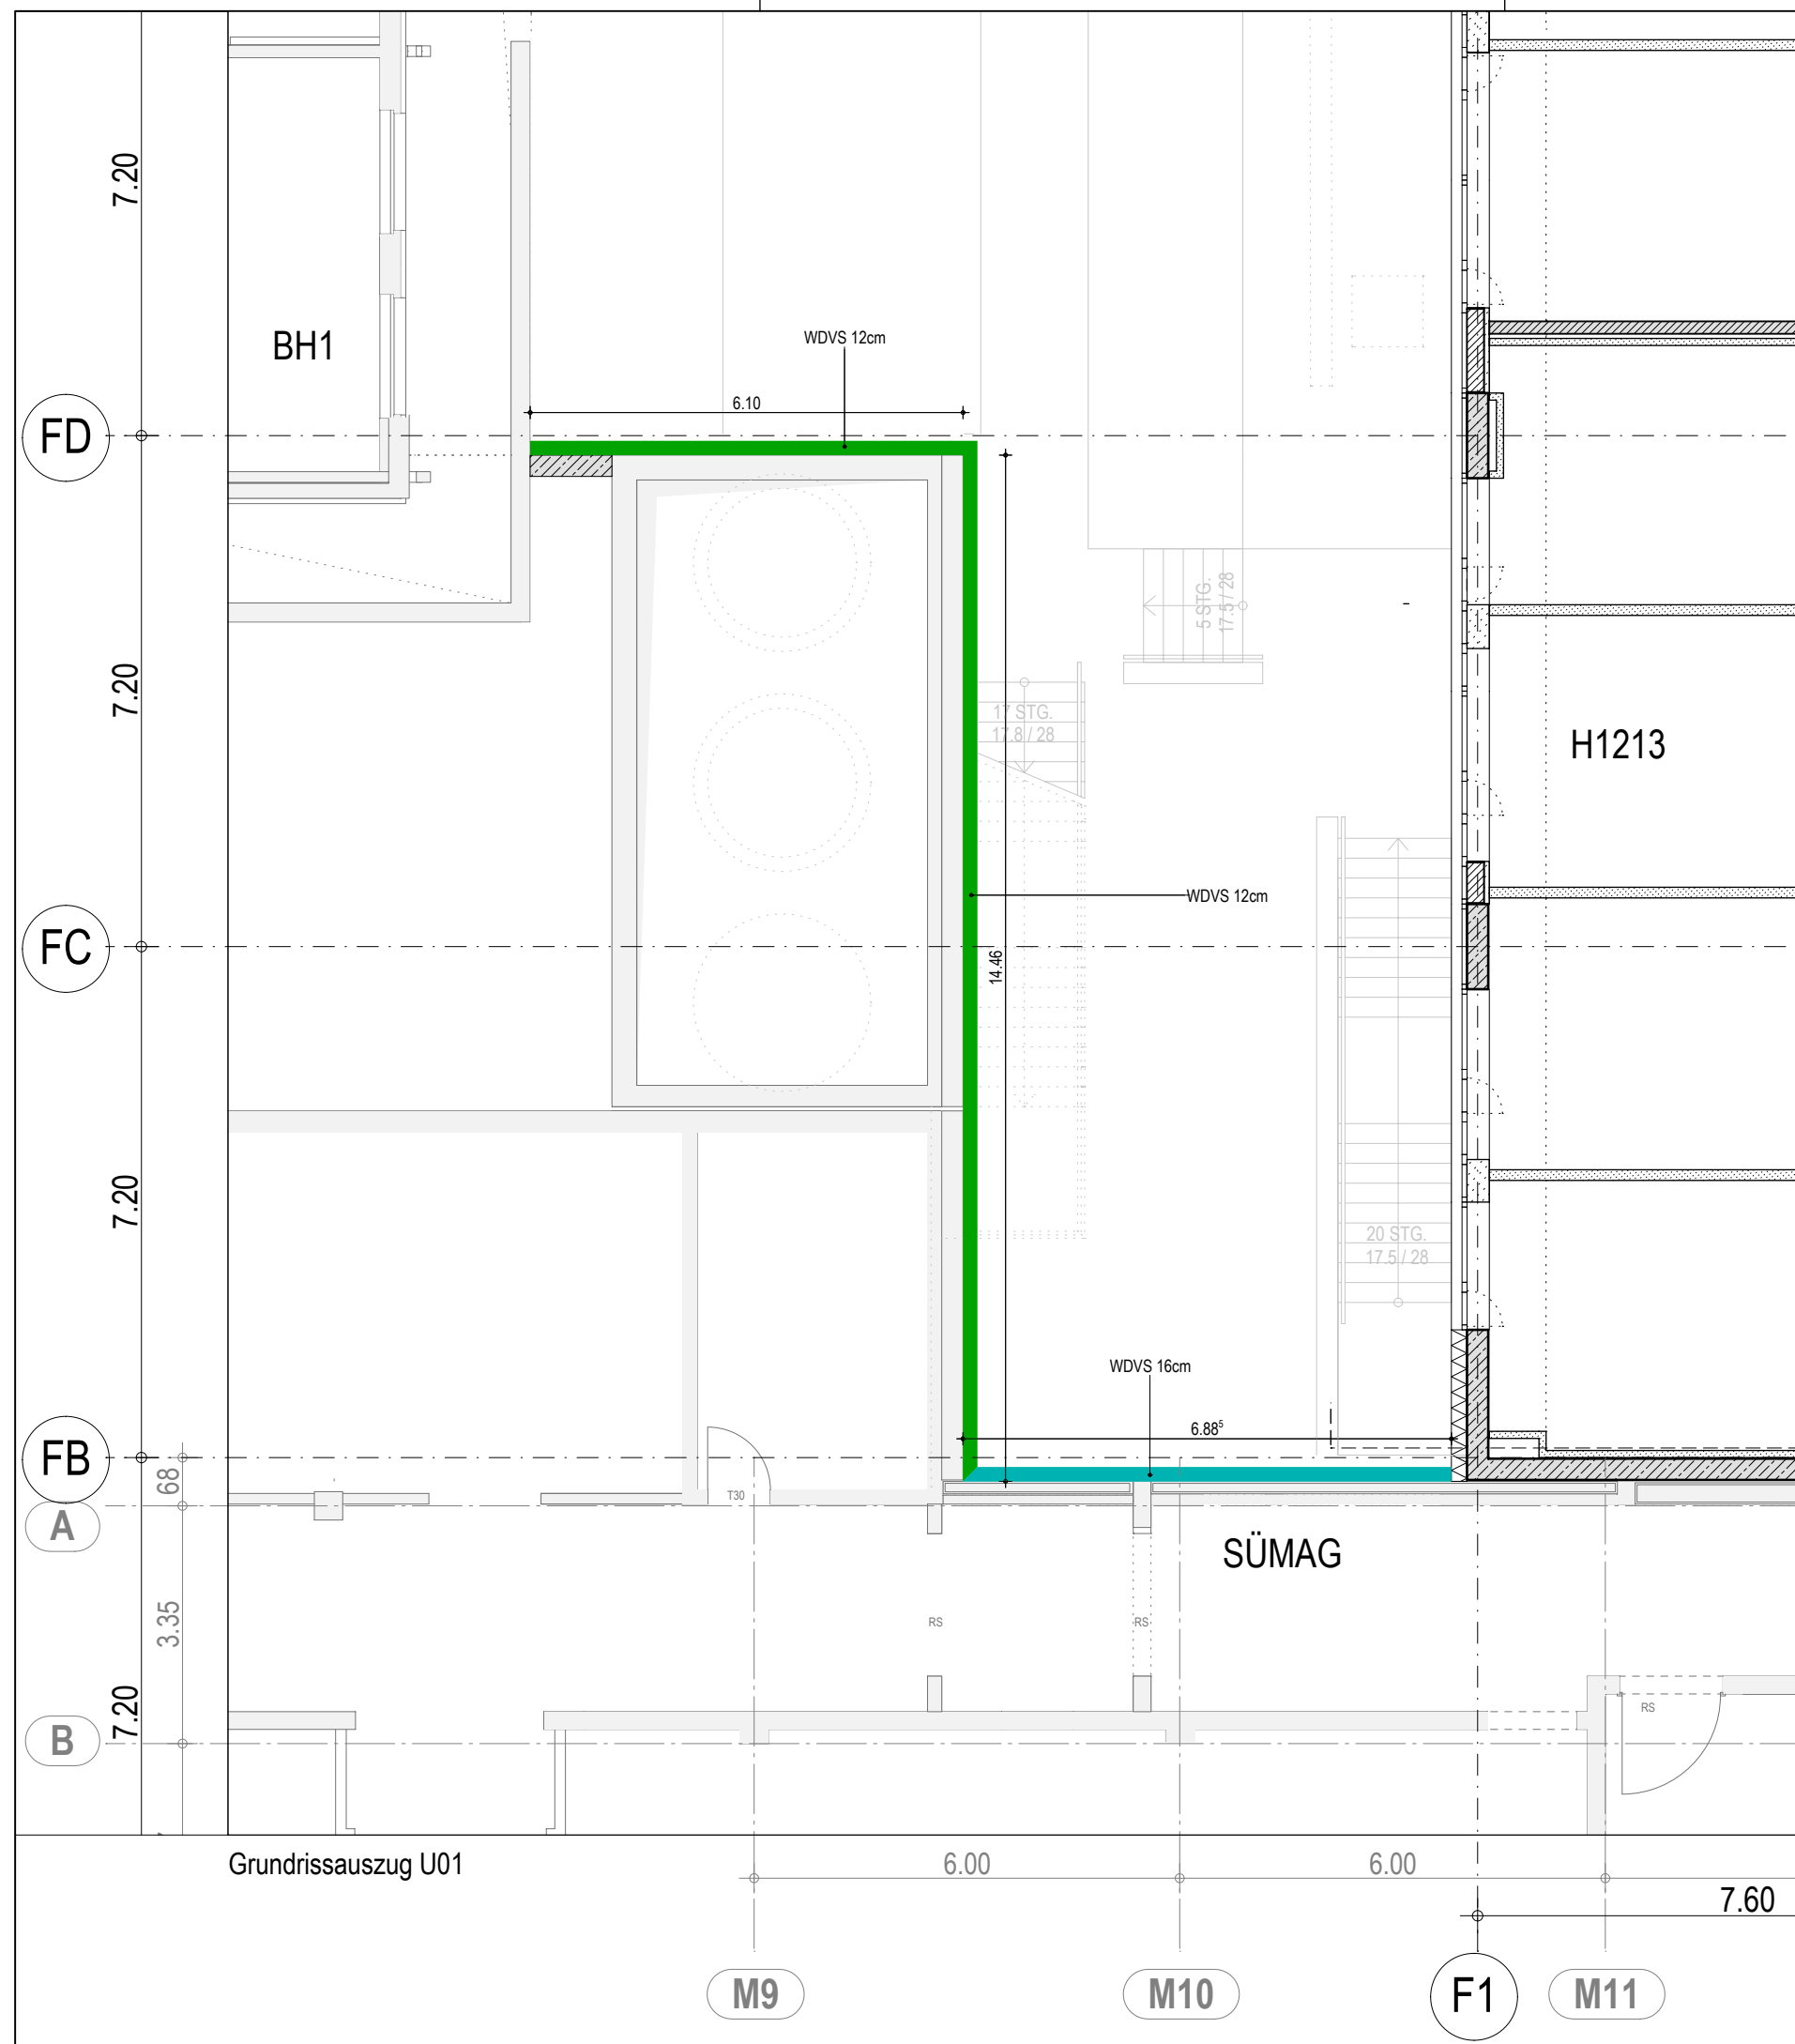 7.20
BH1
WDVS 12cm
6.10
FD
5 STG.
17.5 / 28
7.20
17 STG.
17.8 / 28
H1213
WDVS 12cm
FC
14.46
7.20
20 STG.
17.5 / 28
WDVS 16cm
6.88⁵
FB
68
T30
A
SÜMAG
3.35
RS
RS
7.20
RS
B
Grundrissauszug U01
6.00
6.00
7.60
M9
M10
F1
M11